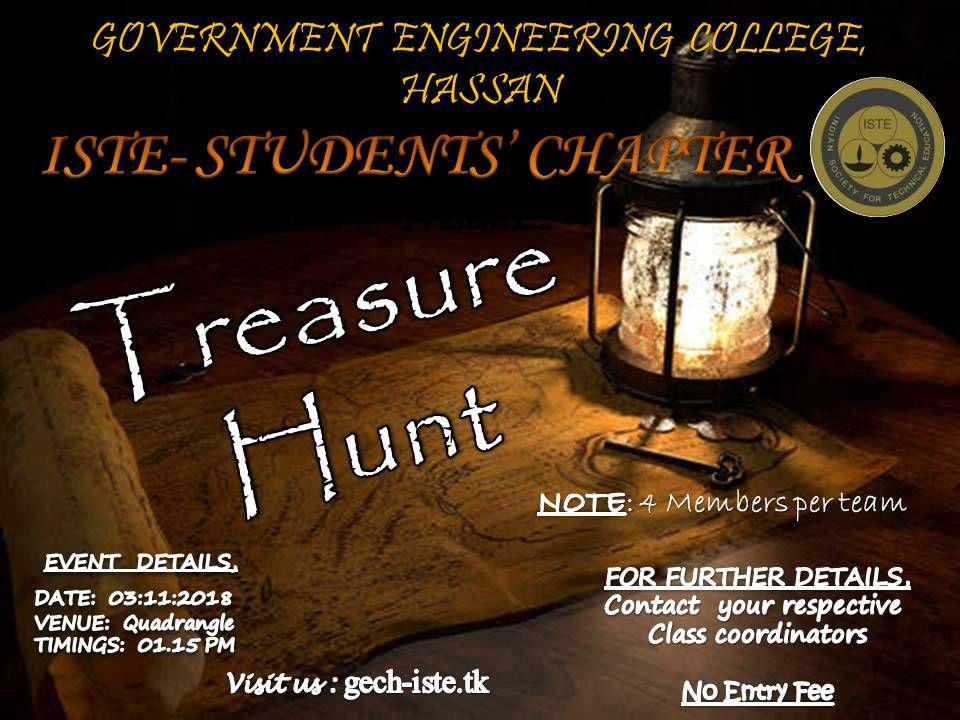 GOVERNMENT ENGINEERING COLLEGE,
HASSAN
ISTE- STUDENTS’ CHAPTER
ISTE
INDIAN SOCIETY FOR TECHNICAL EDUCATION
Presents...
Treasure
Hunt
NOTE: 4 Members per team
EVENT DETAILS,
DATE: 03:11:2018
VENUE: Quadrangle
TIMINGS: 01.15 PM
FOR FURTHER DETAILS,
Contact your respective
Class coordinators
Visit us : gech-iste.tk
No Entry Fee